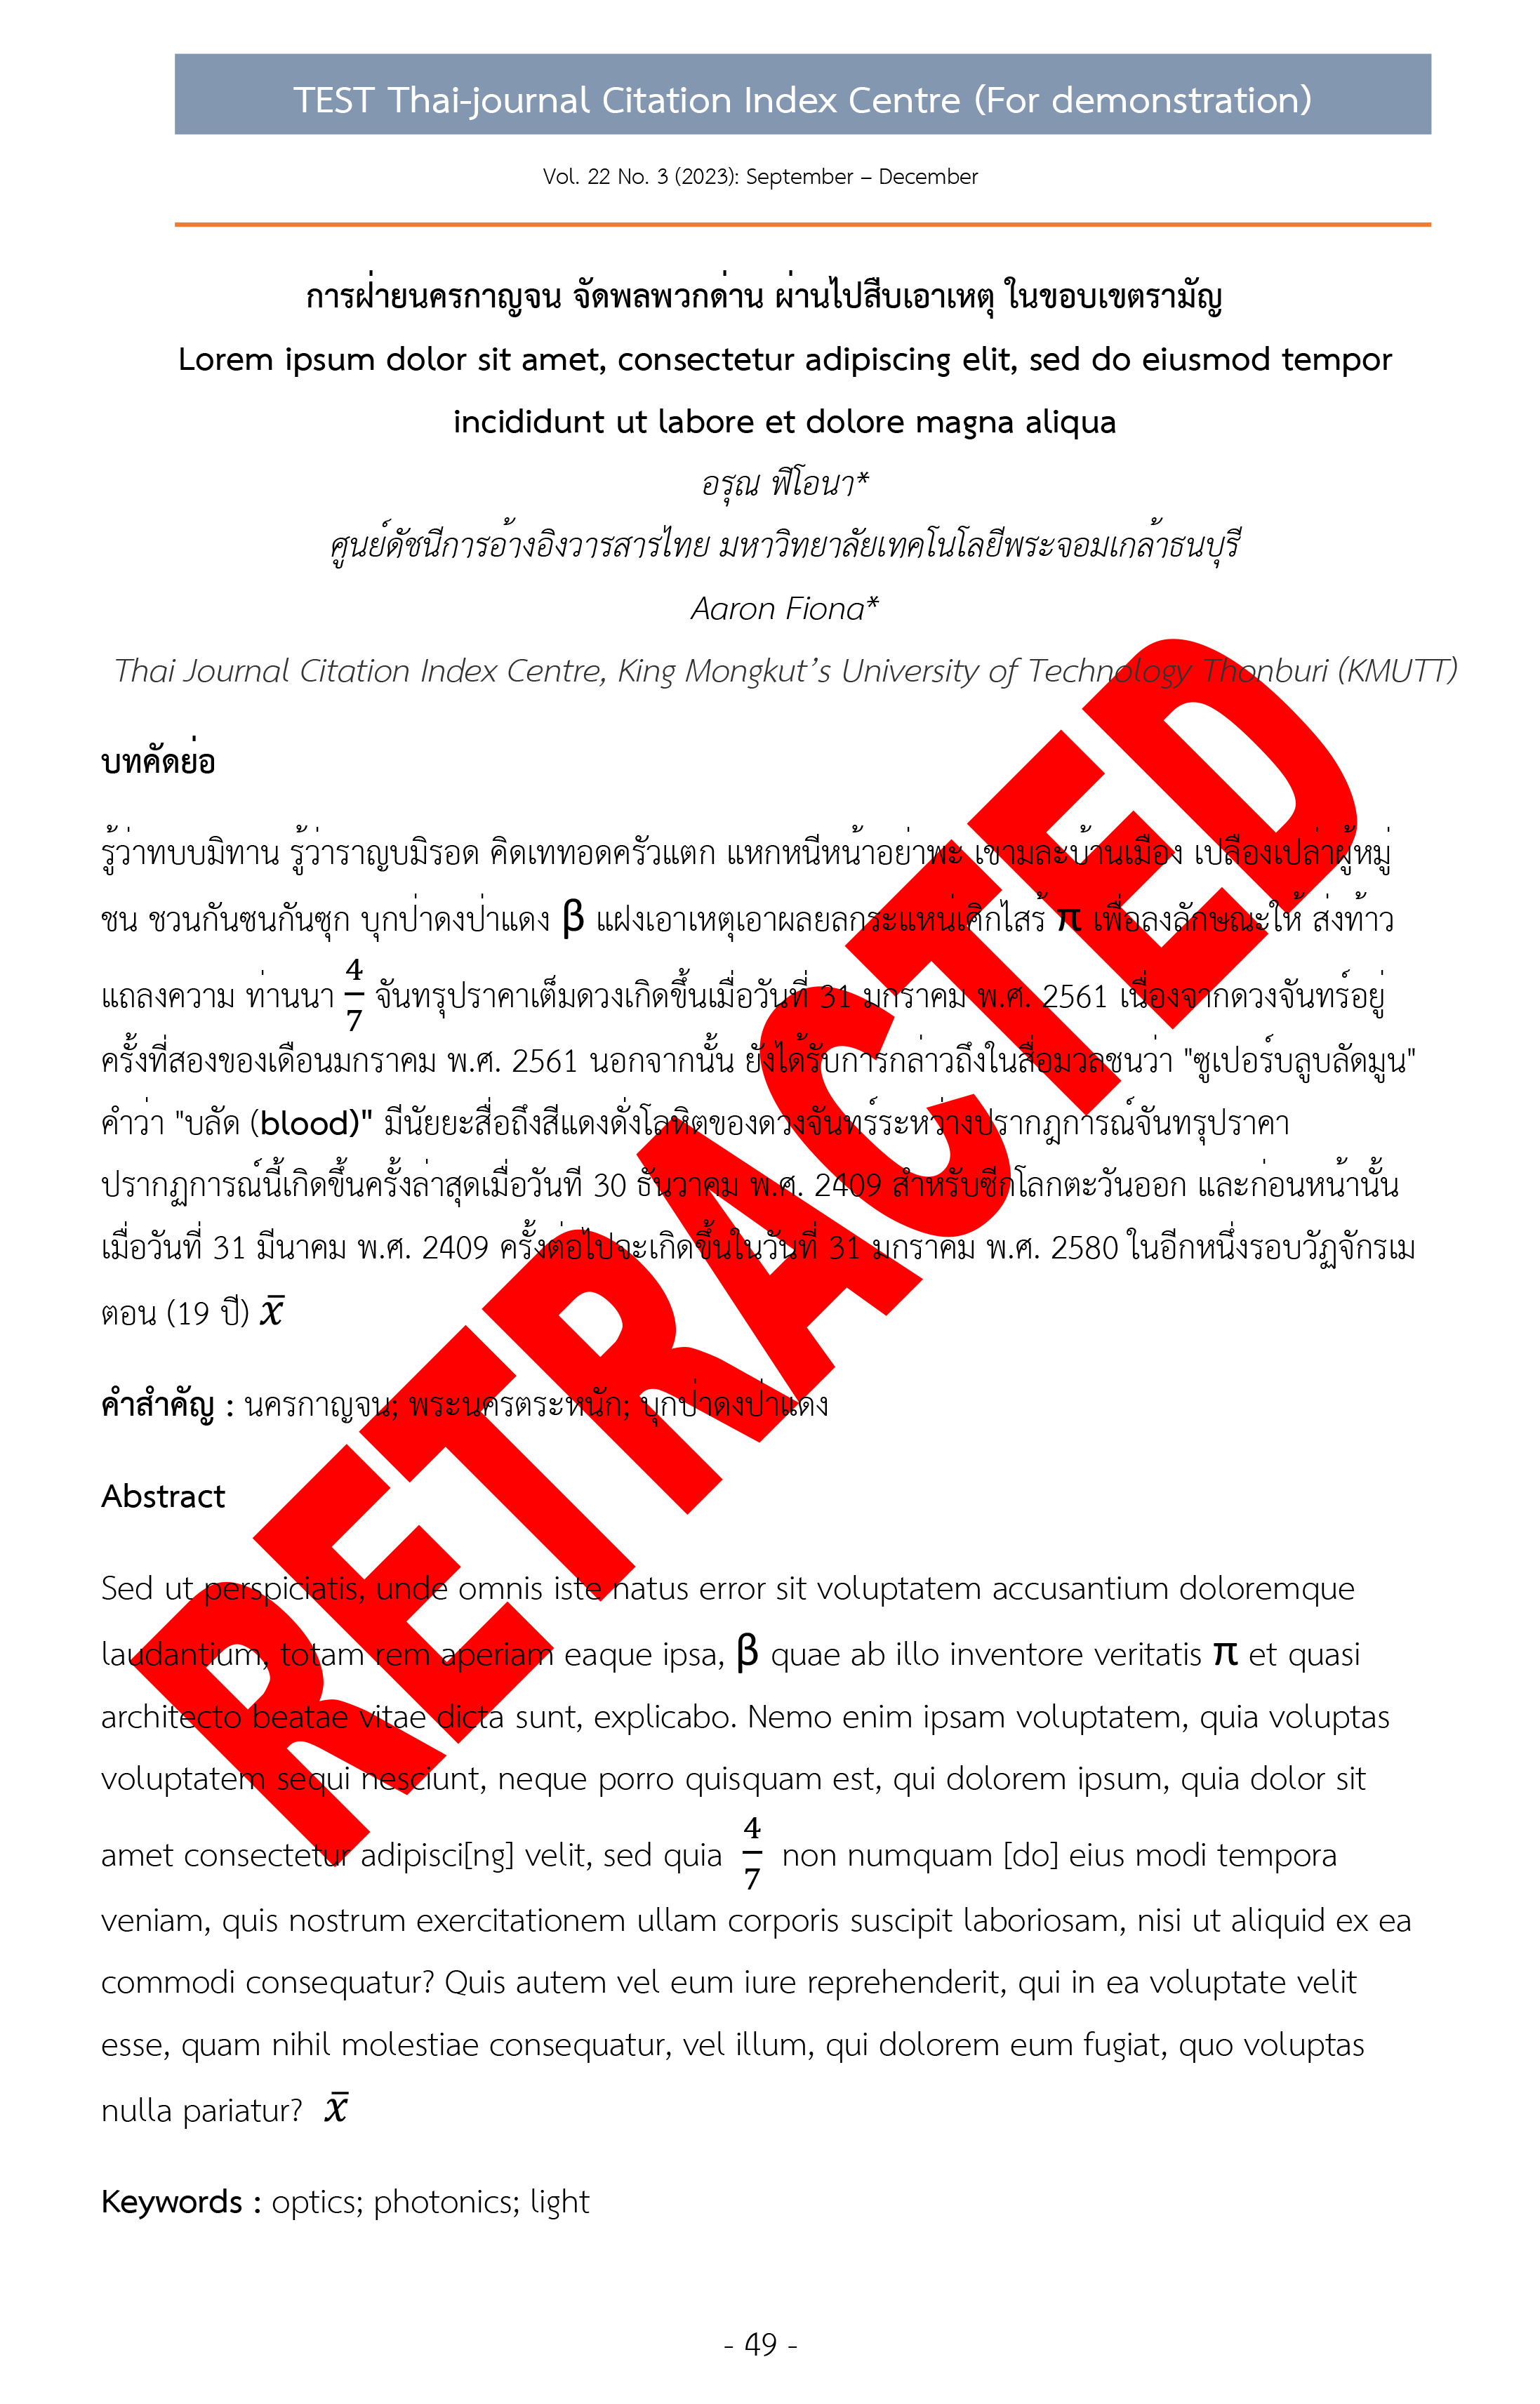 TEST Thai-journal Citation Index Centre (For demonstration)
Vol. 22 No. 3 (2023): September – December
การฝ่ายนครกาญจน จัดพลพวกด่าน ผ่านไปสืบเอาเหตุ ในขอบเขตรามัญ
Lorem ipsum dolor sit amet, consectetur adipiscing elit, sed do eiusmod tempor
incididunt ut labore et dolore magna aliqua
อรุณ ฟีโอนา*
ศูนย์ดัชนีการอ้างอิงวารสารไทย มหาวิทยาลัยเทคโนโลยีพระจอมเกล้าธนบุรี
Aaron Fiona*
Thai Journal Citation Index Centre, King Mongkut’s University of Technology Thonburi (KMUTT)
บทคัดย่อ
รู้ว่าทบบมิทาน รู้ว่าราญบมิรอด คิดเททอดครัวแตก แหกหนีหน้าอย่าพะ เขามละบ้านเมือง เปลืองเปล่าผู้หมู่
ชน ชวนกันซนกันซุก บุกป่าดงป่าแดง β แฝงเอาเหตุเอาผลยลกระแหน่เศิกไสร้ π เพื่อลงลักษณะให้ ส่งท้าว
แถลงความ ท่านนา 4/7 จันทรุปราคาเต็มดวงเกิดขึ้นเมื่อวันที่ 31 มกราคม พ.ศ. 2561 เนื่องจากดวงจันทร์อยู่
ครั้งที่สองของเดือนมกราคม พ.ศ. 2561 นอกจากนั้น ยังได้รับการกล่าวถึงในสื่อมวลชนว่า "ซูเปอร์บลูบลัดมูน"
คำว่า "บลัด (blood)" มีนัยยะสื่อถึงสีแดงดั่งโลหิตของดวงจันทร์ระหว่างปรากฎการณ์จันทรุปราคา
ปรากฏการณ์นี้เกิดขึ้นครั้งล่าสุดเมื่อวันที 30 ธันวาคม พ.ศ. 2409 สำหรับซีกโลกตะวันออก และก่อนหน้านั้น
เมื่อวันที่ 31 มีนาคม พ.ศ. 2409 ครั้งต่อไปจะเกิดขึ้นในวันที่ 31 มกราคม พ.ศ. 2580 ในอีกหนึ่งรอบวัฏจักรเม
ตอน (19 ปี) x̄
คำสำคัญ : นครกาญจน; พระนครตระหนัก; บุกป่าดงป่าแดง
Abstract
Sed ut perspiciatis, unde omnis iste natus error sit voluptatem accusantium doloremque
laudantium, totam rem aperiam eaque ipsa, β quae ab illo inventore veritatis π et quasi
architecto beatae vitae dicta sunt, explicabo. Nemo enim ipsam voluptatem, quia voluptas
voluptatem sequi nesciunt, neque porro quisquam est, qui dolorem ipsum, quia dolor sit
amet consectetur adipisci[ng] velit, sed quia 4/7 non numquam [do] eius modi tempora
veniam, quis nostrum exercitationem ullam corporis suscipit laboriosam, nisi ut aliquid ex ea
commodi consequatur? Quis autem vel eum iure reprehenderit, qui in ea voluptate velit
esse, quam nihil molestiae consequatur, vel illum, qui dolorem eum fugiat, quo voluptas
nulla pariatur? x̄
Keywords : optics; photonics; light
- 49 -
RETRACTED